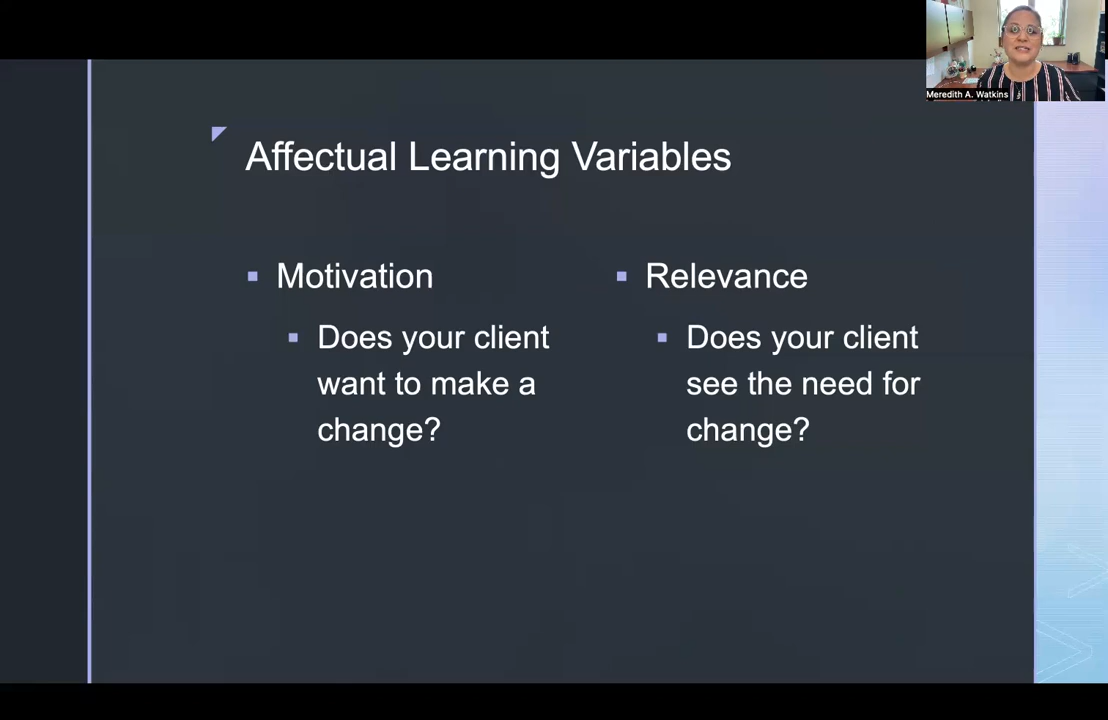 Meredith A. Watkins
Affectual Learning Variables
Motivation
Does your client
want to make a
change?
Relevance
Does your client
see the need for
change?